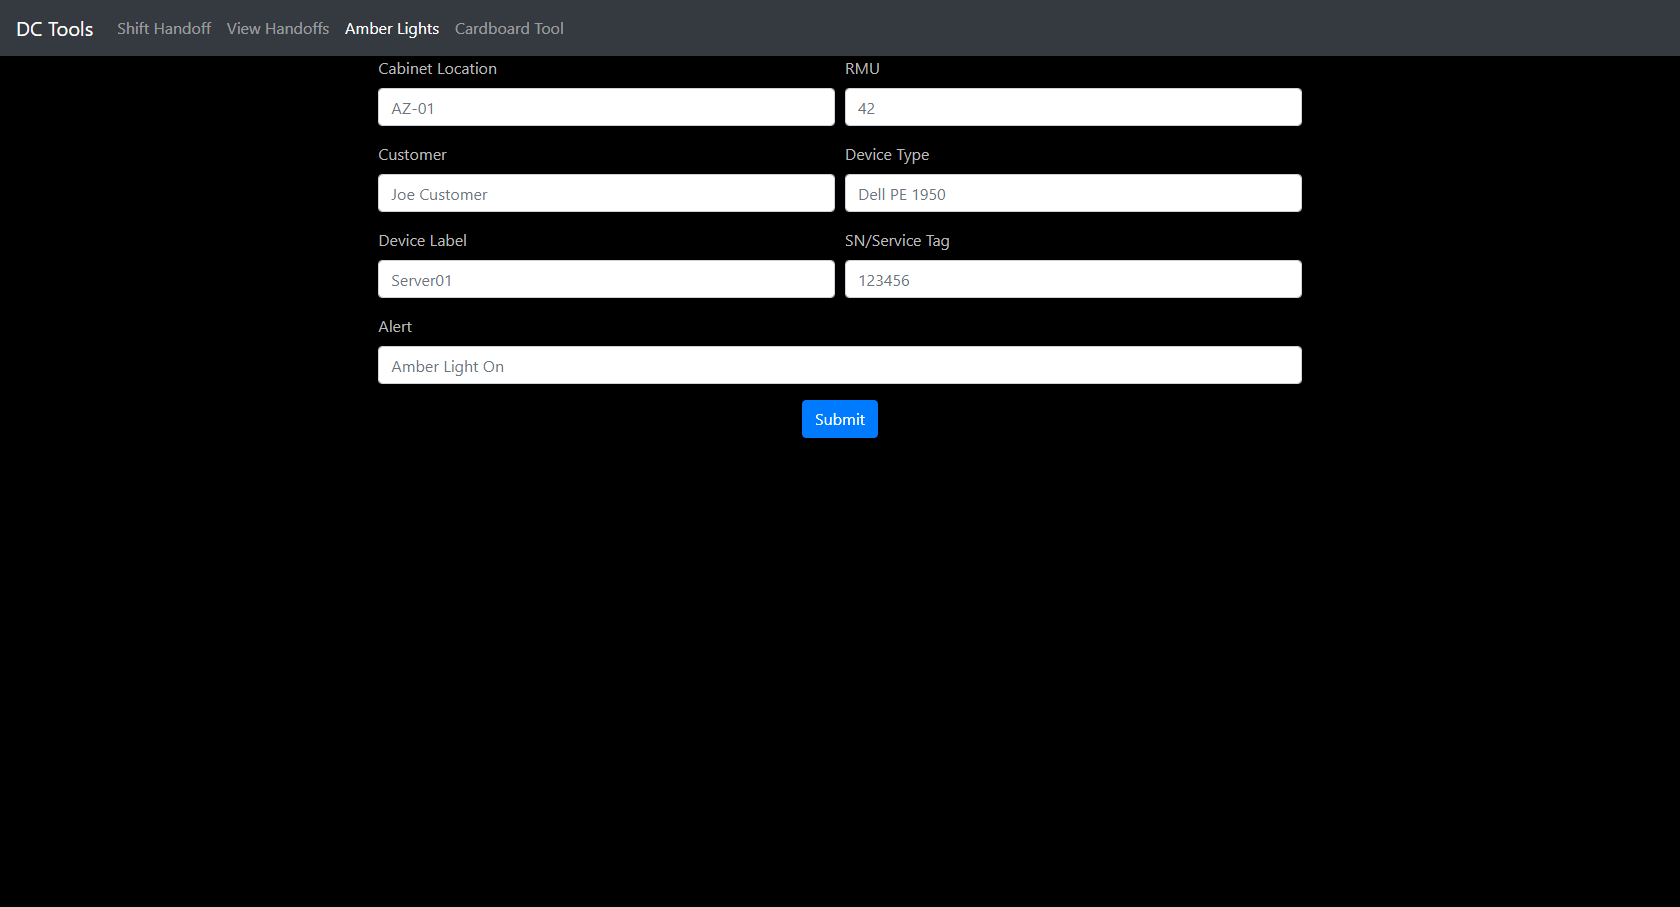 DC Tools Shift Handoff View Handoffs Amber Lights Cardboard Tool
Cabinet Location RMU
AZ-01 42
Customer Device Type
Joe Customer Dell PE 1950
Device Label SN/Service Tag
Server01 123456
Alert
Amber Light On
Submit